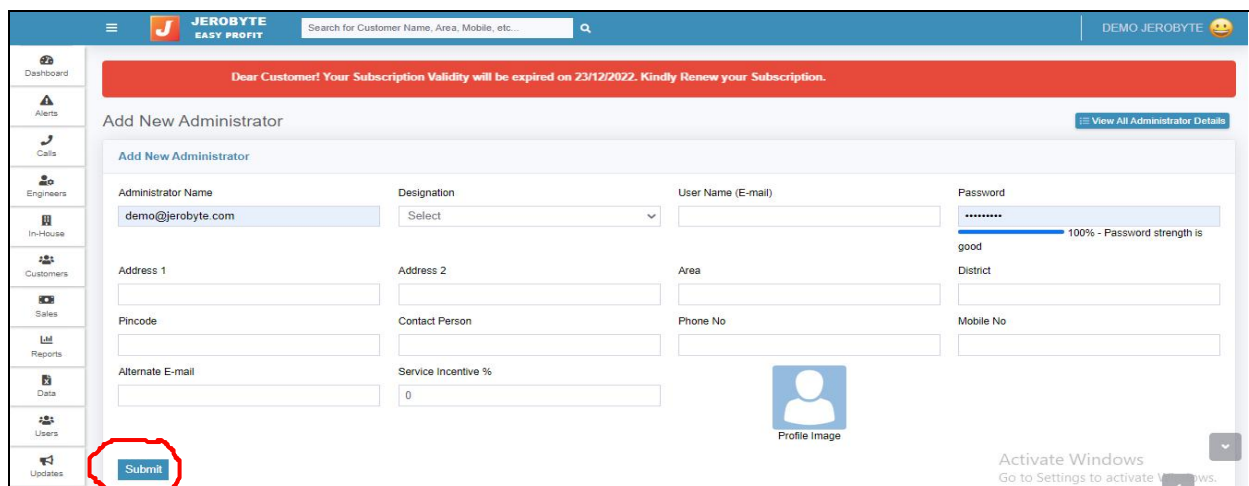 JEROBYTE
EASY PROFIT
Search for Customer Name, Area, Mobile, etc...
DEMO JEROBYTE
Dashboard
Alerts
Calls
Engineers
In-House
Customers
Sales
Reports
Data
Users
Updates
Dear Customer! Your Subscription Validity will be expired on 23/12/2022. Kindly Renew your Subscription.
Add New Administrator
View All Administrator Details
Add New Administrator
Administrator Name Designation User Name (E-mail) Password
demo@jerobyte.com Select •••••••••
100% - Password strength is
good
Address 1 Address 2 Area District
Pincode Contact Person Phone No Mobile No
Alternate E-mail Service Incentive %
0
Profile Image
Submit
Activate Windows
Go to Settings to activate